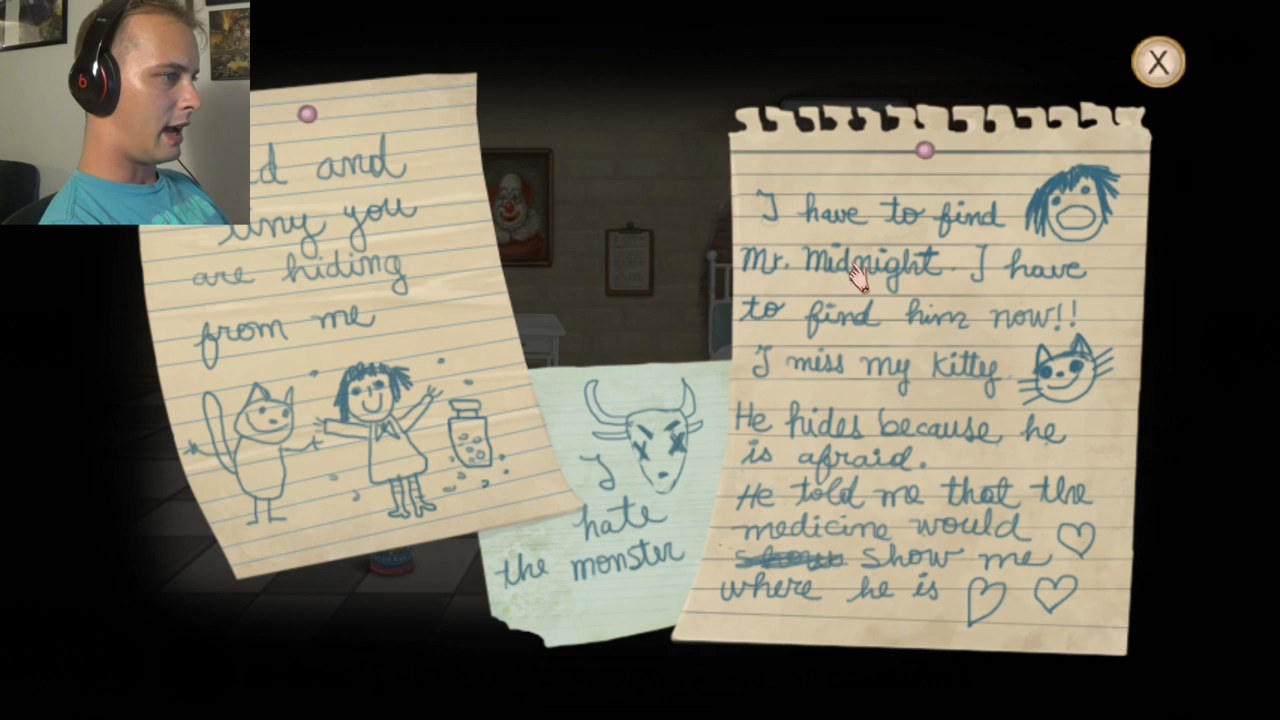 and
you
are hiding
from me
I
hate
the monster
I have to find
Mr. Midnight. I have
to find him now!!
I miss my kitty
He hides because he
is afraid.
He told me that the
medicine would
show me
where he is
X